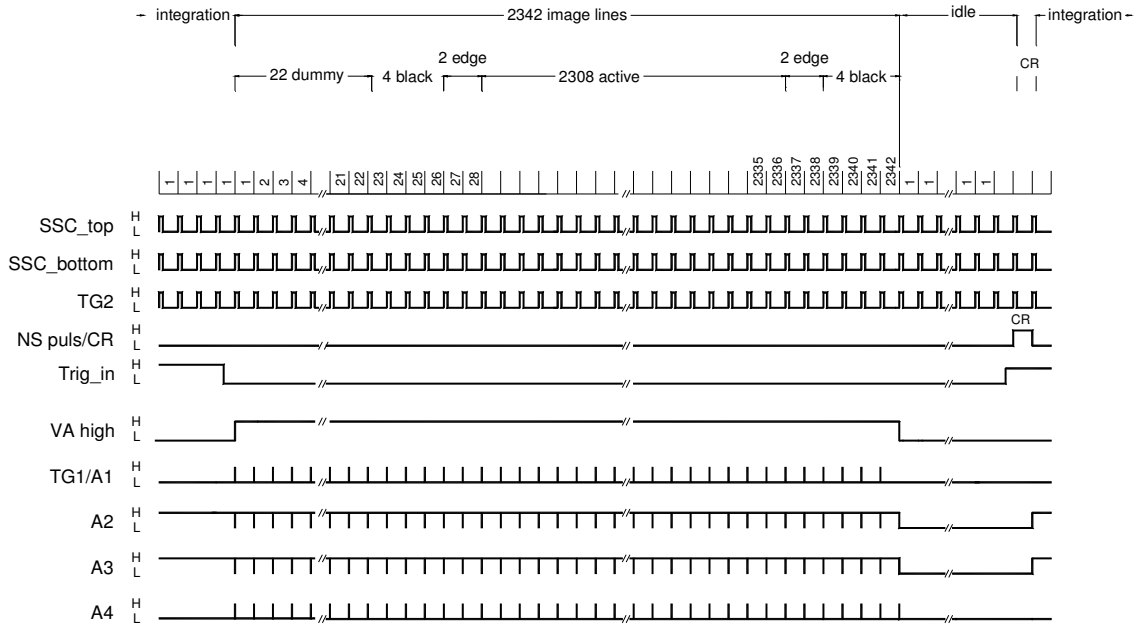 integration 2342 image lines idle integration
2 edge 2 edge CR
22 dummy 4 black 2308 active 4 black
1 1 1 1 1 2 3 4 21 22 23 24 25 26 27 28 2335 2336 2337 2338 2339 2340 2341 2342 1 1 1 1
SSC_top H L
SSC_bottom H L
TG2 H L
NS puls/CR H L CR
Trig_in H L
VA high H L
TG1/A1 H L
A2 H L
A3 H L
A4 H L